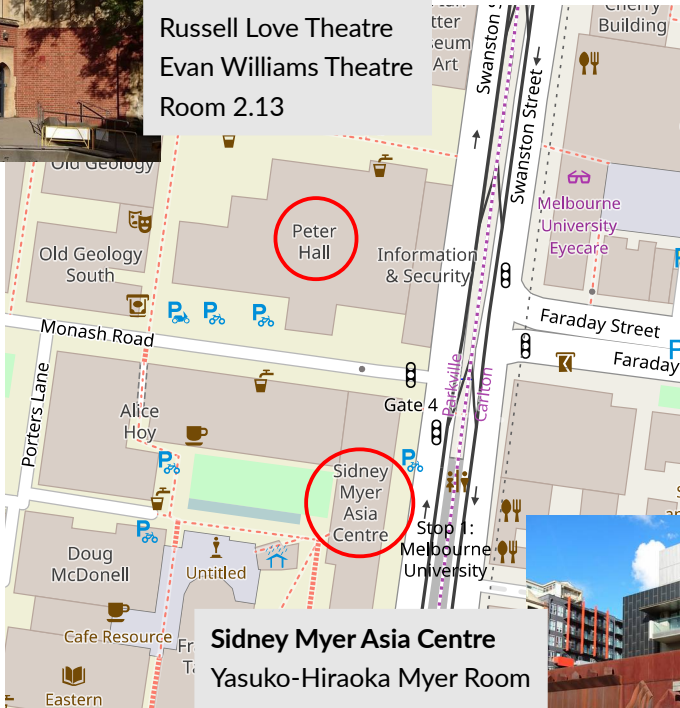 Russell Love Theatre
Evan Williams Theatre
Room 2.13
Swanston S
Cherry
Building
Swanston Street
Art
Old Geology
Melbourne
University
Eyecare
Peter
Hall
Old Geology
South
Information
& Security
P
P
P
P
Monash Road
Faraday Street
P
Faraday
Parkville
Carlton
Porters Lane
Gate 4
Alice
Hoy
P
P
Sidney
Myer
Asia
Centre
P
Stop 1:
Melbourne
University
Doug
McDonell
Untitled
Cafe Resource
Sidney Myer Asia Centre
Yasuko-Hiraoka Myer Room
Eastern